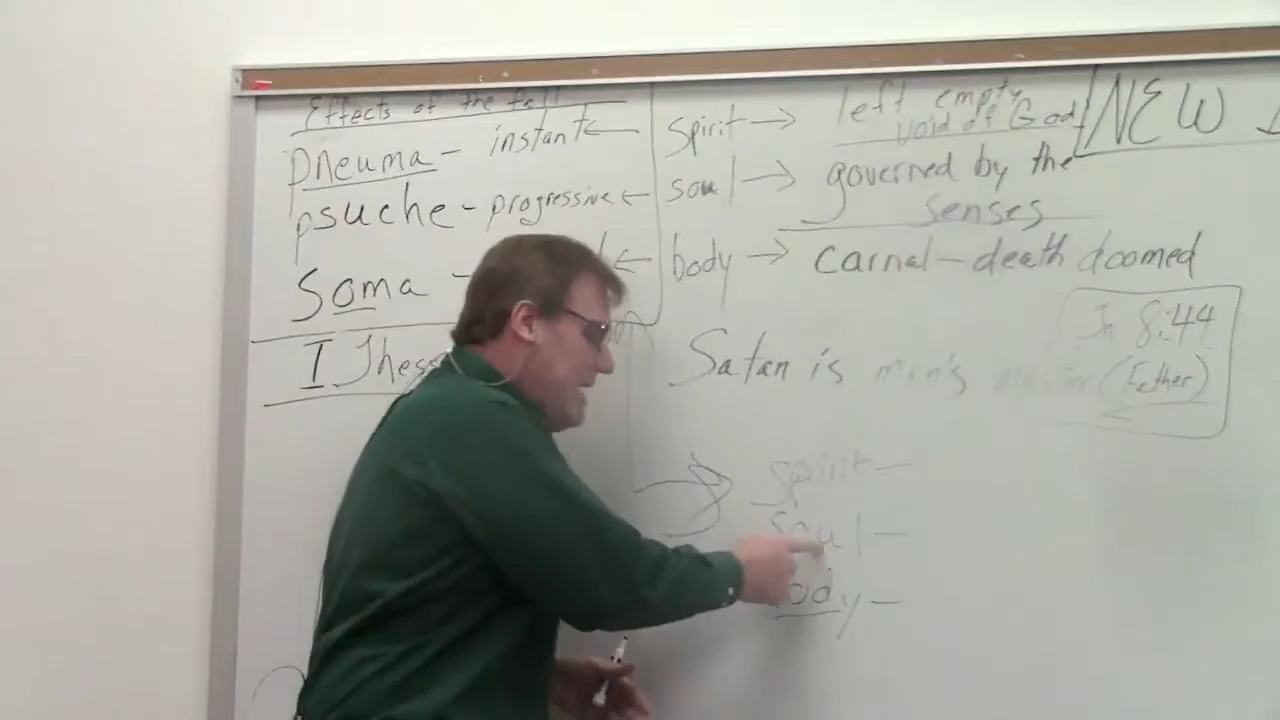 Effects of the fall
pneuma - instant
psuche - progressive
Soma -
I Thess
spirit → left empty
void of God
soul → governed by the
senses
body → carnal - death doomed
NEW
Jn 8:44
Satan is man's (Father)
spirit -
soul -
body -